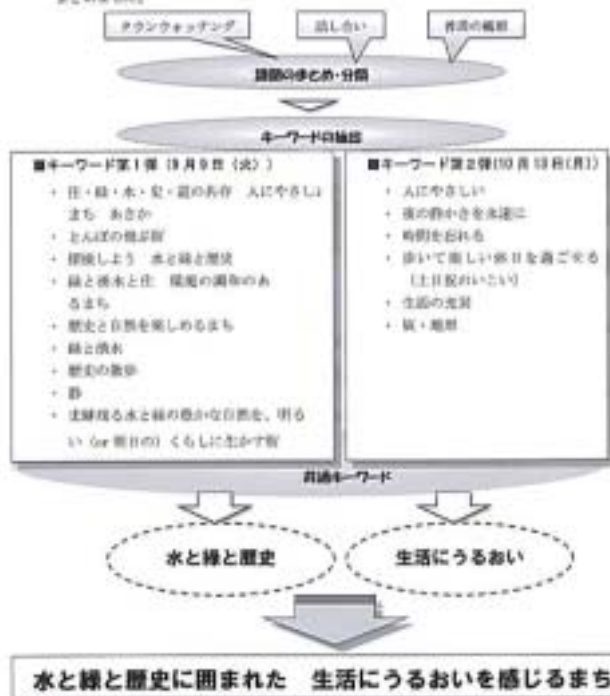 タウンウォッチング
話し合い
課題のまとめ・分類
キーワードの抽出
■キーワード第1弾(9月9日(火))
・住・緑・水・史・道の共存 人にやさしい
まち あさか
・とんぼの飛ぶ街
・探検しよう 水と緑と歴史
・緑と湧水と住 環境の調和のあ
るまち
・歴史と自然を楽しめるまち
・緑と湧水
・歴史の散歩
・静
・史跡残る水と緑の豊かな自然を、明る
い(or 明日の)くらしに生かす街
■キーワード第2弾(10月13日(月))
・人にやさしい
・夜の静かさを永遠に
・時間を忘れる
・歩いて楽しい休日を過ごせる
(土日祝のいこい)
・生活の充実
・坂・地形
共通キーワード
水と緑と歴史
生活にうるおい
水と緑と歴史に囲まれた 生活にうるおいを感じるまち